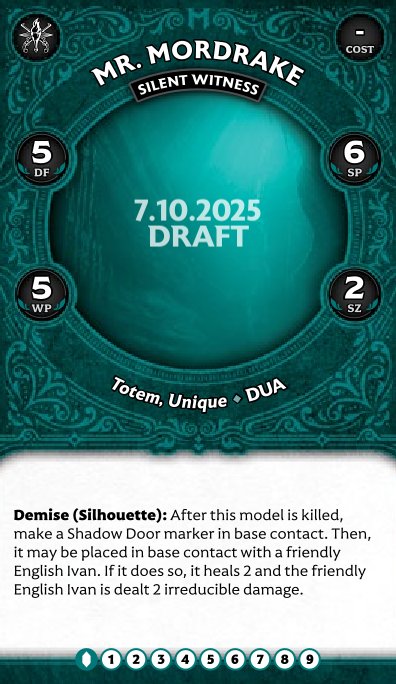 -
COST
MR. MORDRAKE
SILENT WITNESS
5
DF
6
SP
7.10.2025
DRAFT
5
WP
2
SZ
Totem, Unique ⬥ DUA
Demise (Silhouette): After this model is killed,
make a Shadow Door marker in base contact. Then,
it may be placed in base contact with a friendly
English Ivan. If it does so, it heals 2 and the friendly
English Ivan is dealt 2 irreducible damage.
1 2 3 4 5 6 7 8 9